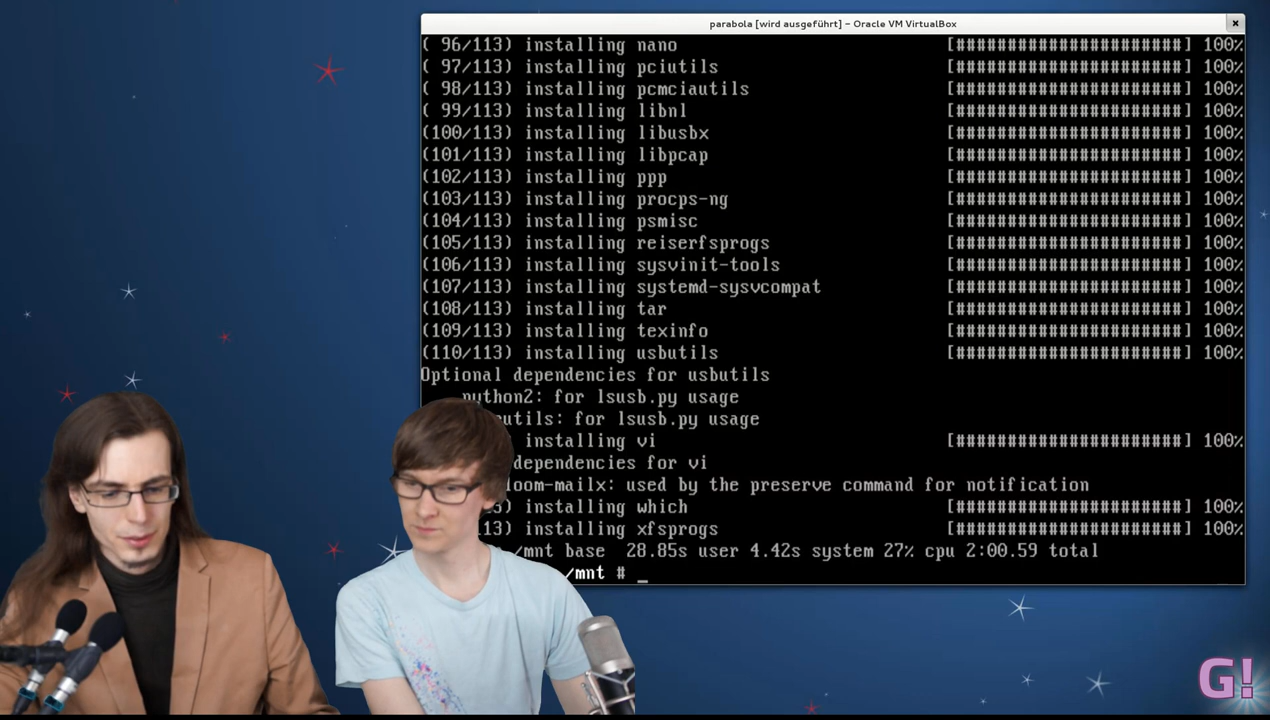 parabola [wird ausgeführt] – Oracle VM VirtualBox
( 96/113) installing nano [######################] 100%
( 97/113) installing pciutils [######################] 100%
( 98/113) installing pcmciautils [######################] 100%
( 99/113) installing libnl [######################] 100%
(100/113) installing libusbx [######################] 100%
(101/113) installing libpcap [######################] 100%
(102/113) installing ppp [######################] 100%
(103/113) installing procps-ng [######################] 100%
(104/113) installing psmisc [######################] 100%
(105/113) installing reiserfsprogs [######################] 100%
(106/113) installing sysvinit-tools [######################] 100%
(107/113) installing systemd-sysvcompat [######################] 100%
(108/113) installing tar [######################] 100%
(109/113) installing texinfo [######################] 100%
(110/113) installing usbutils [######################] 100%
Optional dependencies for usbutils
python2: for lsusb.py usage
utils: for lsusb.py usage
installing vi [######################] 100%
dependencies for vi
loom-mailx: used by the preserve command for notification
3) installing which [######################] 100%
13) installing xfsprogs [######################] 100%
/mnt base 28.85s user 4.42s system 27% cpu 2:00.59 total
/mnt # _
G!